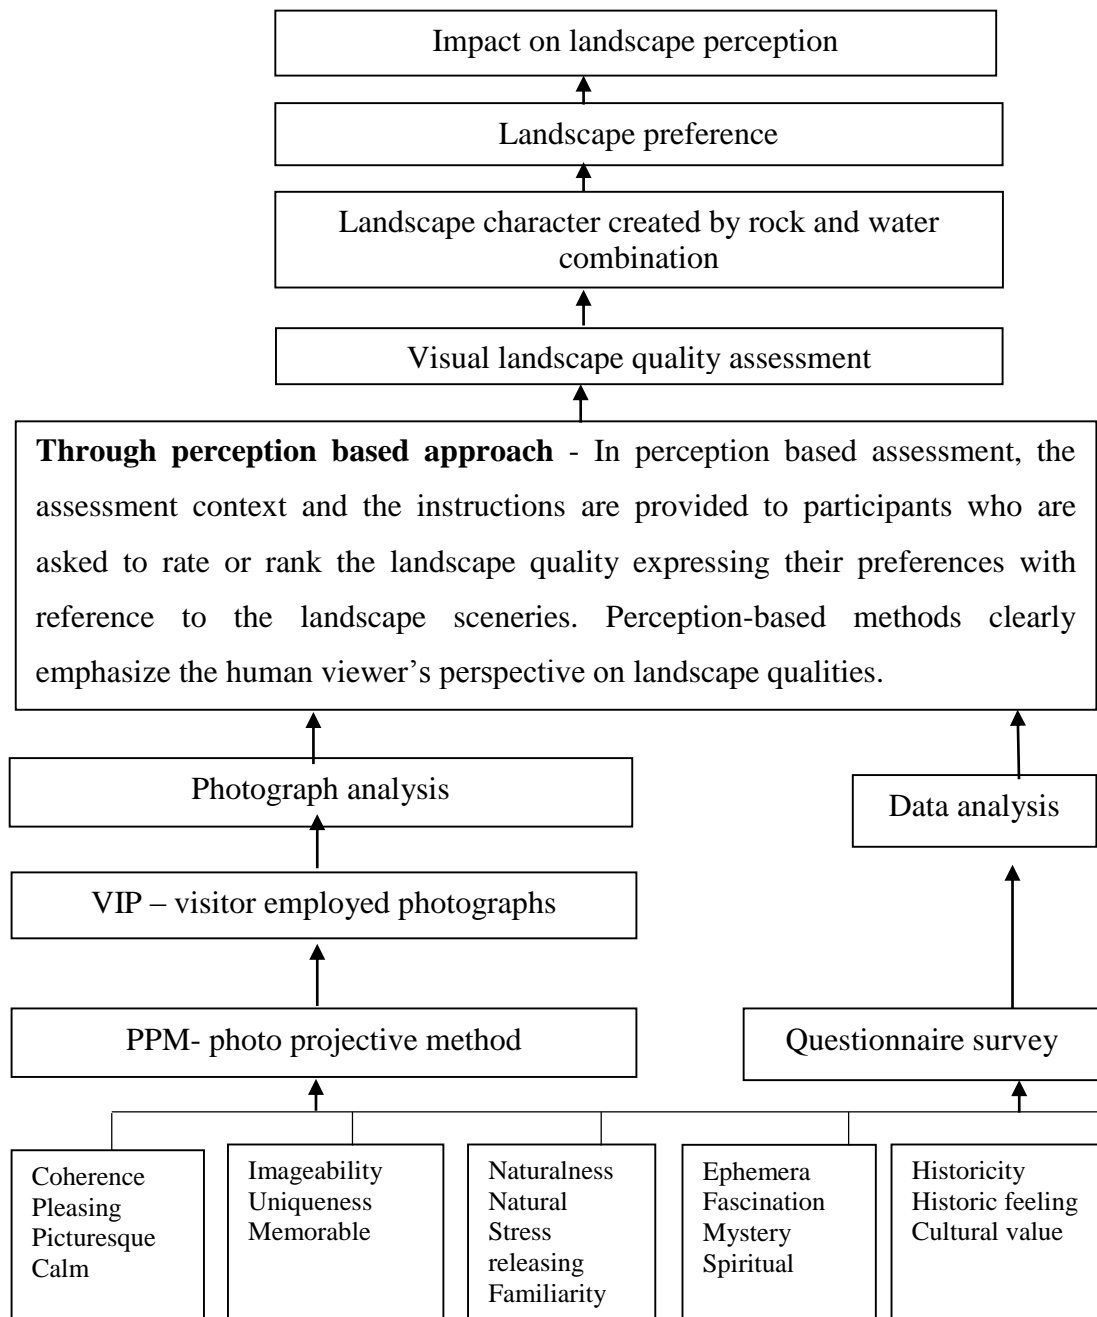 Impact on landscape perception
Landscape preference
Landscape character created by rock and water
combination
Visual landscape quality assessment
Through perception based approach - In perception based assessment, the
assessment context and the instructions are provided to participants who are
asked to rate or rank the landscape quality expressing their preferences with
reference to the landscape sceneries. Perception-based methods clearly
emphasize the human viewer's perspective on landscape qualities.
Photograph analysis
Data analysis
VIP – visitor employed photographs
PPM- photo projective method
Questionnaire survey
Coherence
Pleasing
Picturesque
Calm
Imageability
Uniqueness
Memorable
Naturalness
Natural
Stress
releasing
Familiarity
Ephemera
Fascination
Mystery
Spiritual
Historicity
Historic feeling
Cultural value